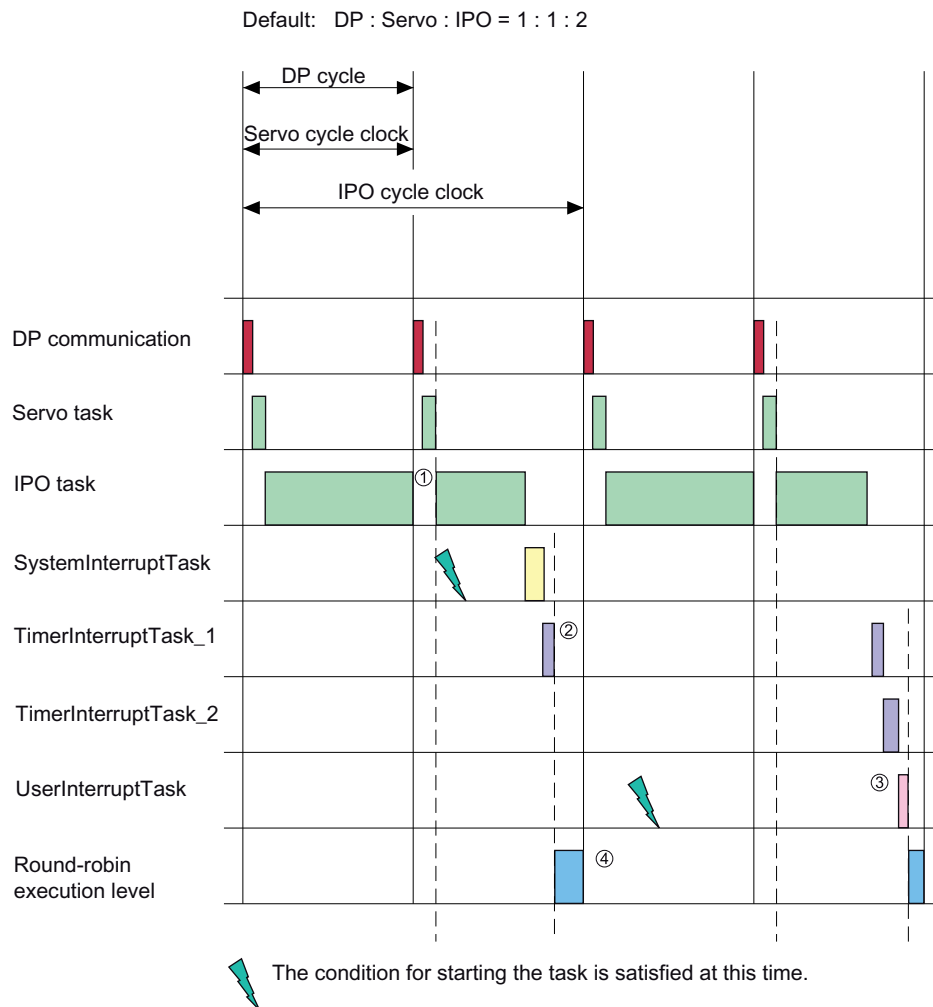 Default: DP : Servo : IPO = 1 : 1 : 2
DP cycle
Servo cycle clock
IPO cycle clock
DP communication
Servo task
IPO task
①
SystemInterruptTask
TimerInterruptTask_1
②
TimerInterruptTask_2
UserInterruptTask
③
Round-robin
execution level
④
The condition for starting the task is satisfied at this time.